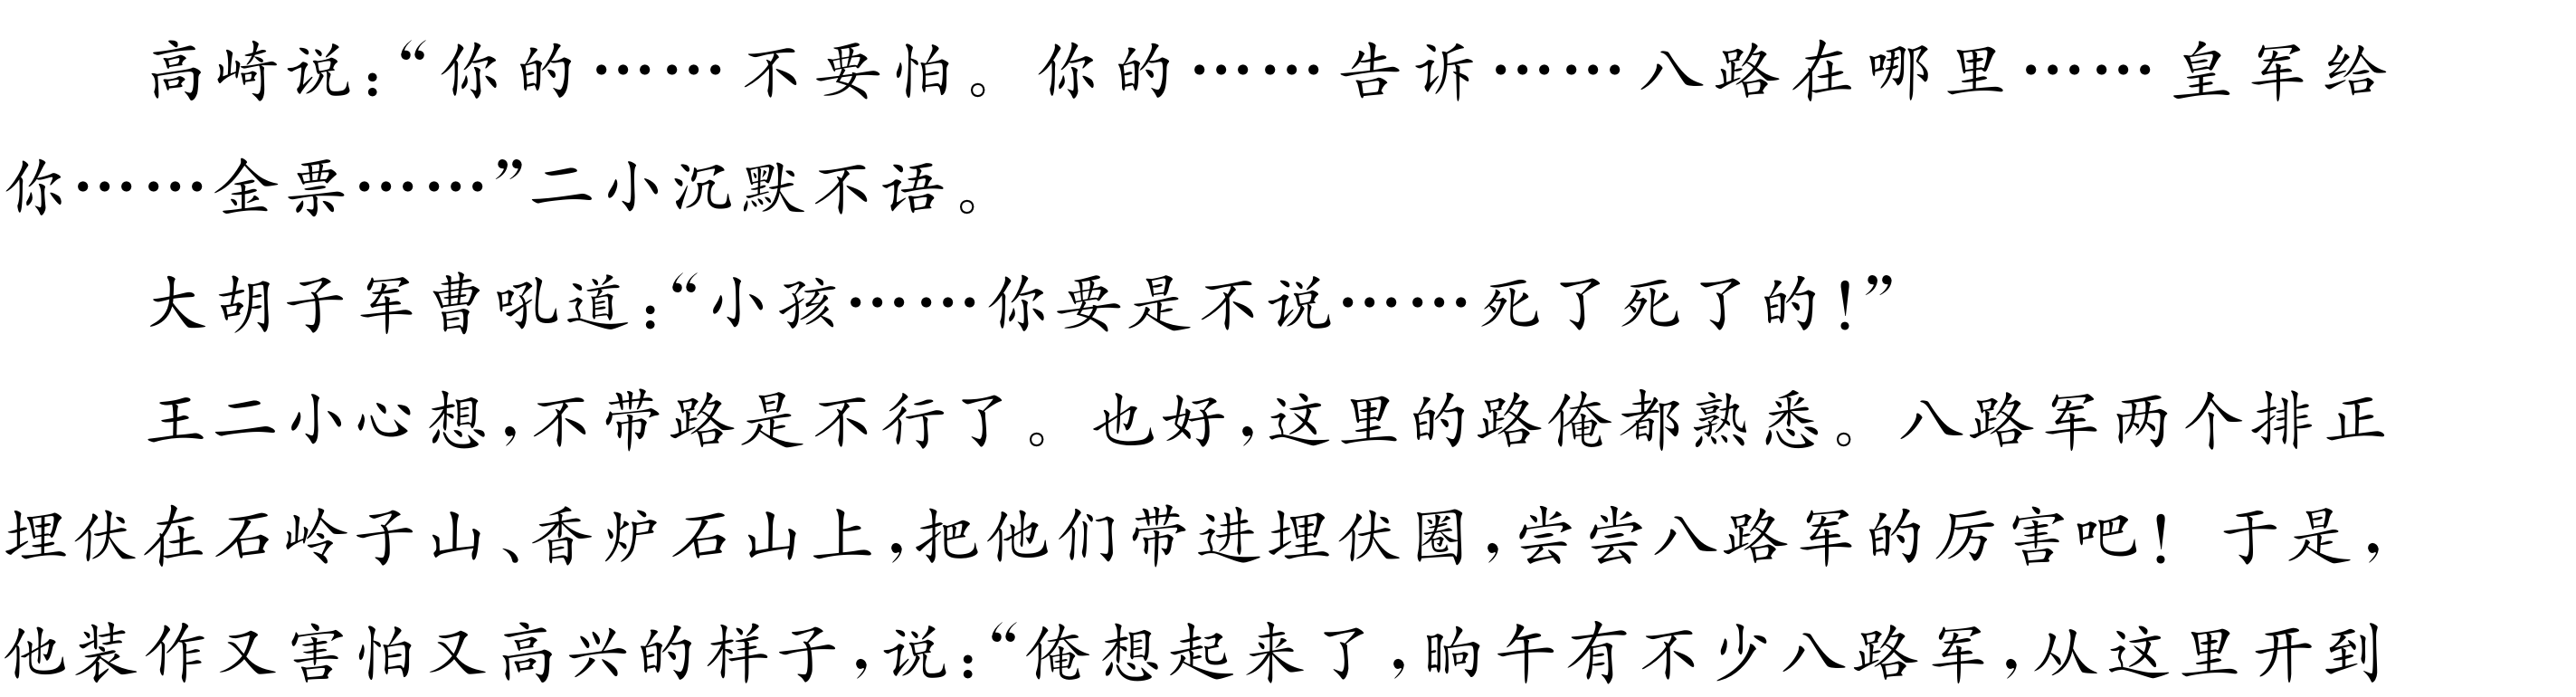 高崎说：“你的……不要怕。你的……告诉……八路在哪里……皇军给
你……金票……”二小沉默不语。
大胡子军曹吼道：“小孩……你要是不说……死了死了的！”
王二小心想，不带路是不行了。也好，这里的路俺都熟悉。八路军两个排正
埋伏在石岭子山、香炉石山上，把他们带进埋伏圈，尝尝八路军的厉害吧！于是，
他装作又害怕又高兴的样子，说：“俺想起来了，晌午有不少八路军，从这里开到